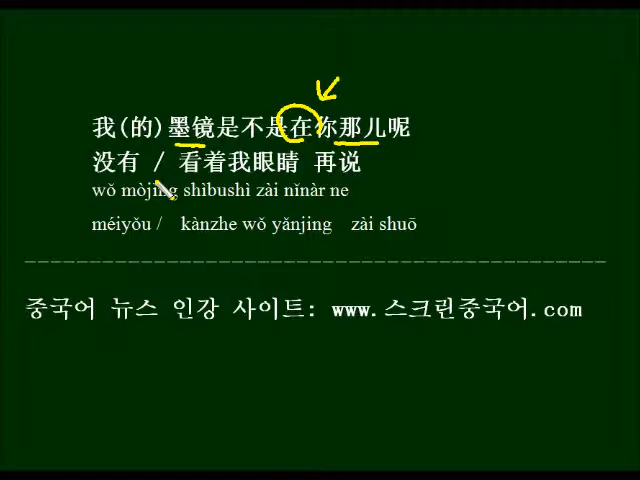 我(的)墨镜是不是在你那儿呢
没有 / 看着我眼睛 再说
wǒ mòjìng shìbushì zài nǐnàr ne
méiyǒu / kànzhe wǒ yǎnjing zài shuō
중국어 뉴스 인강 사이트: www.스크린중국어.com